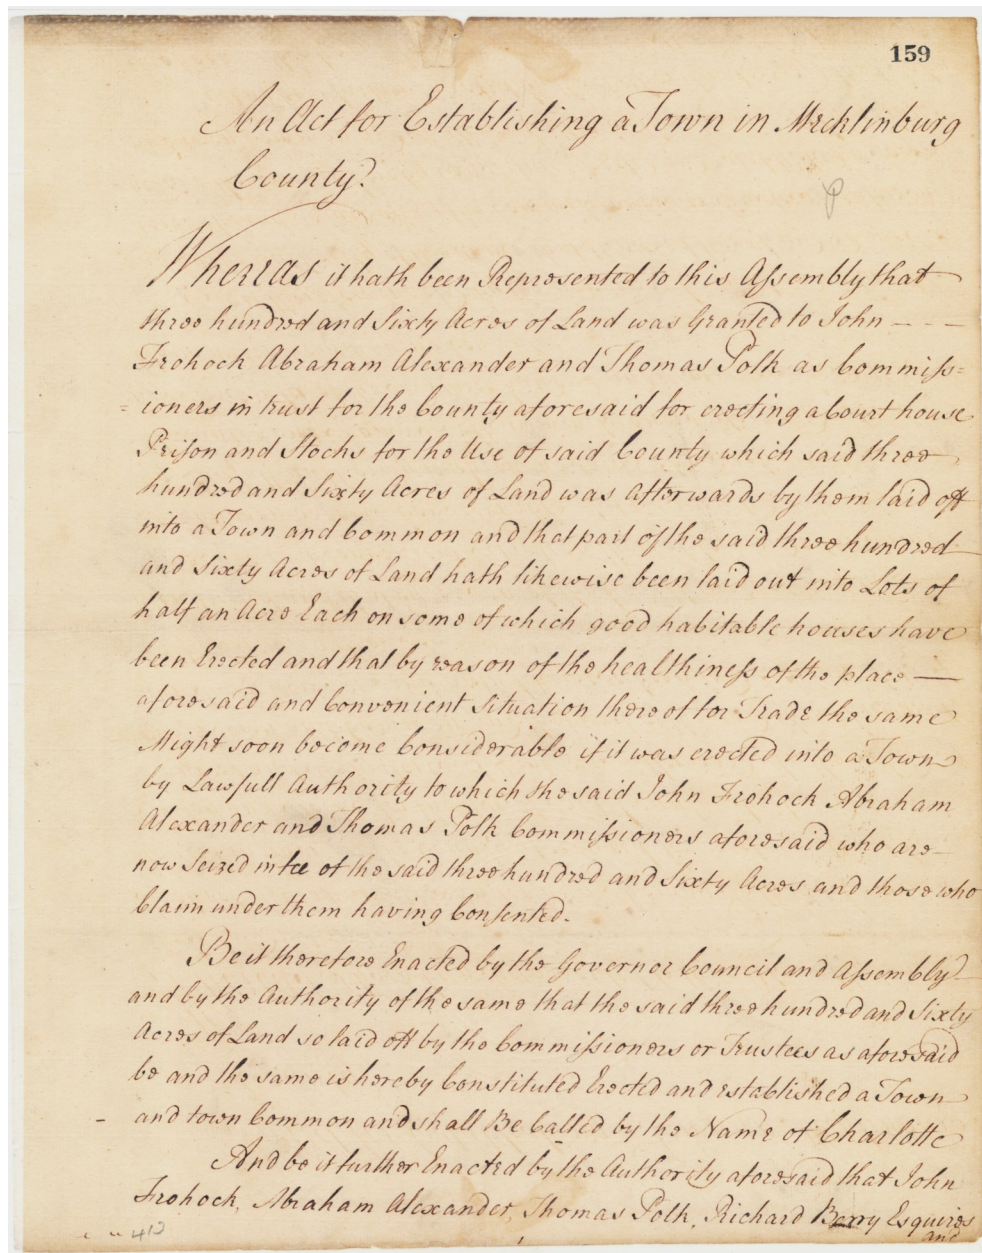 159
An Act for Establishing a Town in Mecklinburg
County.
Whereas it hath been Represented to this Assembly that
three hundred and Sixty Acres of Land was Granted to John - - -
Frohock Abraham Alexander and Thomas Polk as Commiss=
=ioners in trust for the County aforesaid for erecting a Court house
Prison and Stocks for the Use of said County which said three
hundred and Sixty Acres of Land was afterwards by them laid off
into a Town and Common and that part of the said three hundred
and Sixty Acres of Land hath likewise been laid out into Lots of
half an Acre Each on some of which good habitable houses have
been Erected and that by reason of the healthiness of the place —
aforesaid and Convenient Situation thereof for Trade the same
Might soon become Considerable if it was erected into a Town
by Lawfull Authority to which the said John Frohock Abraham
Alexander and Thomas Polk Commissioners aforesaid who are
now Seized in fee of the said three hundred and Sixty Acres and those who
Claim under them having Consented.
Be it therefore Enacted by the Governor Council and Assembly
and by the Authority of the same that the said three hundred and Sixty
Acres of Land so laid off by the Commissioners or Trustees as aforesaid
be and the same is hereby Constituted Erected and established a Town
and town Common and shall Be Called by the Name of Charlotte
And be it further Enacted by the Authority aforesaid that John
Frohock, Abraham Alexander, Thomas Polk, Richard Barry Esquires
and